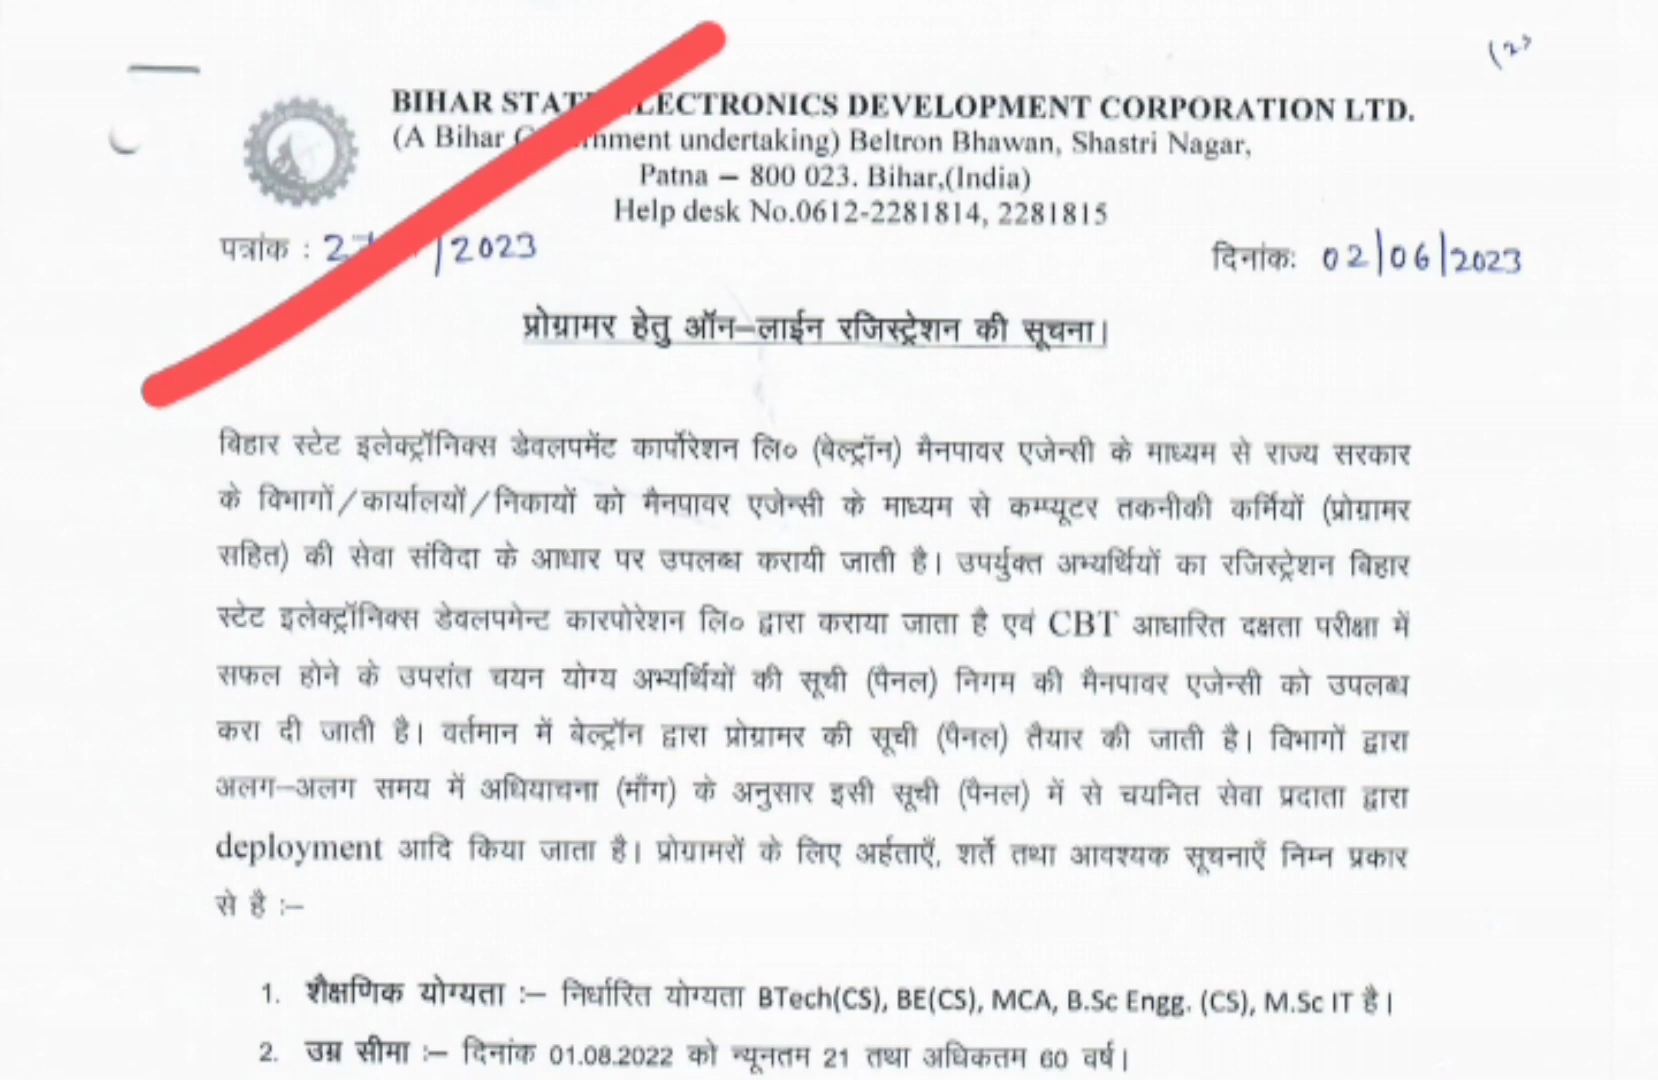 (2)
BIHAR STATE ELECTRONICS DEVELOPMENT CORPORATION LTD.
(A Bihar Government undertaking) Beltron Bhawan, Shastri Nagar,
Patna – 800 023. Bihar,(India)
Help desk No.0612-2281814, 2281815
पत्रांक : /2023 दिनांकः 02/06/2023
प्रोग्रामर हेतु ऑन–लाईन रजिस्ट्रेशन की सूचना।
बिहार स्टेट इलेक्ट्रॉनिक्स डेवलपमेंट कार्पोरेशन लि० (बेल्ट्रॉन) मैनपावर एजेन्सी के माध्यम से राज्य सरकार
के विभागों/कार्यालयों/निकायों को मैनपावर एजेन्सी के माध्यम से कम्प्यूटर तकनीकी कर्मियों (प्रोग्रामर
सहित) की सेवा संविदा के आधार पर उपलब्ध करायी जाती है। उपर्युक्त अभ्यर्थियों का रजिस्ट्रेशन बिहार
स्टेट इलेक्ट्रॉनिक्स डेवलपमेन्ट कारपोरेशन लि० द्वारा कराया जाता है एवं CBT आधारित दक्षता परीक्षा में
सफल होने के उपरांत चयन योग्य अभ्यर्थियों की सूची (पैनल) निगम की मैनपावर एजेन्सी को उपलब्ध
करा दी जाती है। वर्तमान में बेल्ट्रॉन द्वारा प्रोग्रामर की सूची (पैनल) तैयार की जाती है। विभागों द्वारा
अलग–अलग समय में अधियाचना (माँग) के अनुसार इसी सूची (पैनल) में से चयनित सेवा प्रदाता द्वारा
deployment आदि किया जाता है। प्रोग्रामरों के लिए अर्हताएँ, शर्तें तथा आवश्यक सूचनाएँ निम्न प्रकार
से है :–
1. शैक्षणिक योग्यता :– निर्धारित योग्यता BTech(CS), BE(CS), MCA, B.Sc Engg. (CS), M.Sc IT है।
2. उम्र सीमा :– दिनांक 01.08.2022 को न्यूनतम 21 तथा अधिकतम 60 वर्ष।